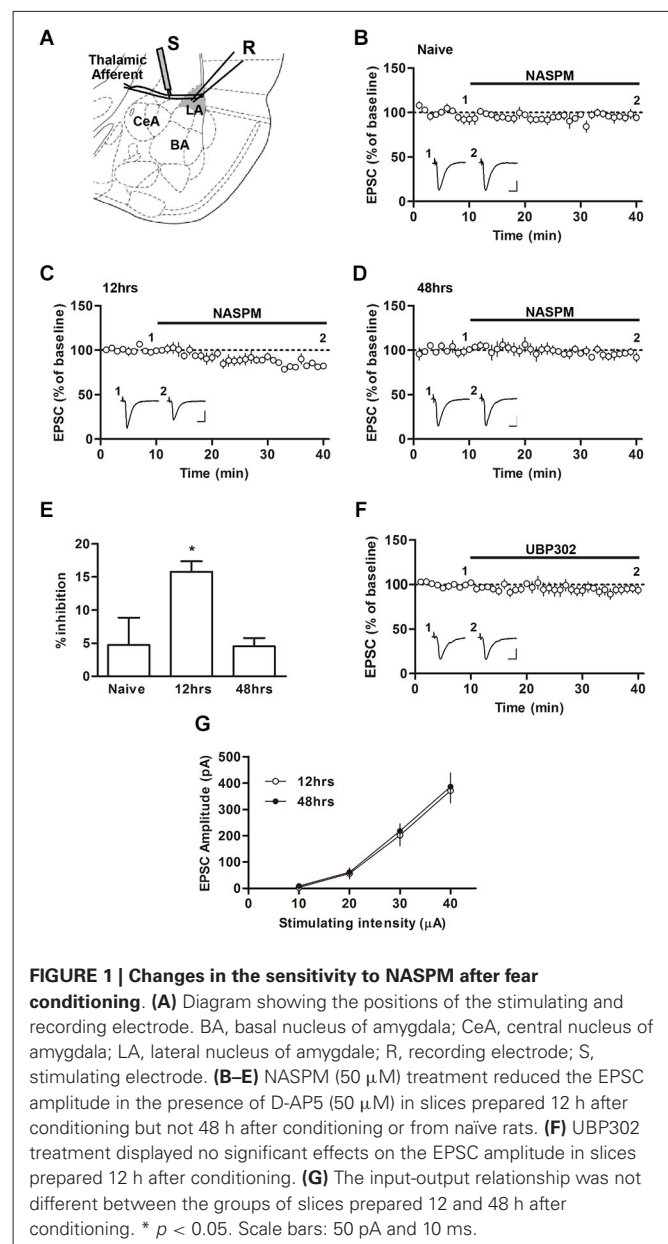 A
S
R
Thalamic
Afferent
LA
CeA
BA
B
Naive
NASPM
1
2
150
100
50
0
EPSC (% of baseline)
1
2
0
10
20
30
40
Time (min)
C
12hrs
NASPM
1
2
150
100
50
0
EPSC (% of baseline)
1
2
0
10
20
30
40
Time (min)
D
48hrs
NASPM
1
2
150
100
50
0
EPSC (% of baseline)
1
2
0
10
20
30
40
Time (min)
E
20
15
10
5
0
% inhibition
*
Naive
12hrs
48hrs
F
UBP302
1
2
150
100
50
0
EPSC (% of baseline)
1
2
0
10
20
30
40
Time (min)
G
500
400
300
200
100
0
EPSC Amplitude (pA)
12hrs
48hrs
0
10
20
30
40
Stimulating intensity (μA)
FIGURE 1 | Changes in the sensitivity to NASPM after fear
conditioning. (A) Diagram showing the positions of the stimulating and
recording electrode. BA, basal nucleus of amygdala; CeA, central nucleus of
amygdala; LA, lateral nucleus of amygdale; R, recording electrode; S,
stimulating electrode. (B–E) NASPM (50 μM) treatment reduced the EPSC
amplitude in the presence of D-AP5 (50 μM) in slices prepared 12 h after
conditioning but not 48 h after conditioning or from naïve rats. (F) UBP302
treatment displayed no significant effects on the EPSC amplitude in slices
prepared 12 h after conditioning. (G) The input-output relationship was not
different between the groups of slices prepared 12 and 48 h after
conditioning. * p < 0.05. Scale bars: 50 pA and 10 ms.